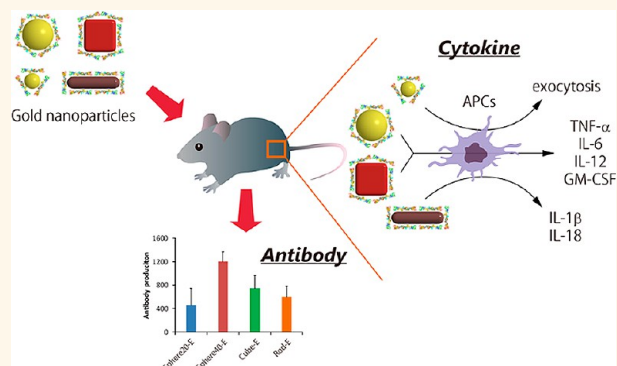 Gold nanoparticles
Cytokine
APCs
exocytosis
TNF-α
IL-6
IL-12
GM-CSF
IL-1β
IL-18
Antibody
Antibody produciton
1600
1200
800
400
0
Sphere20-E
Sphere40-E
Cube-E
Rod-E